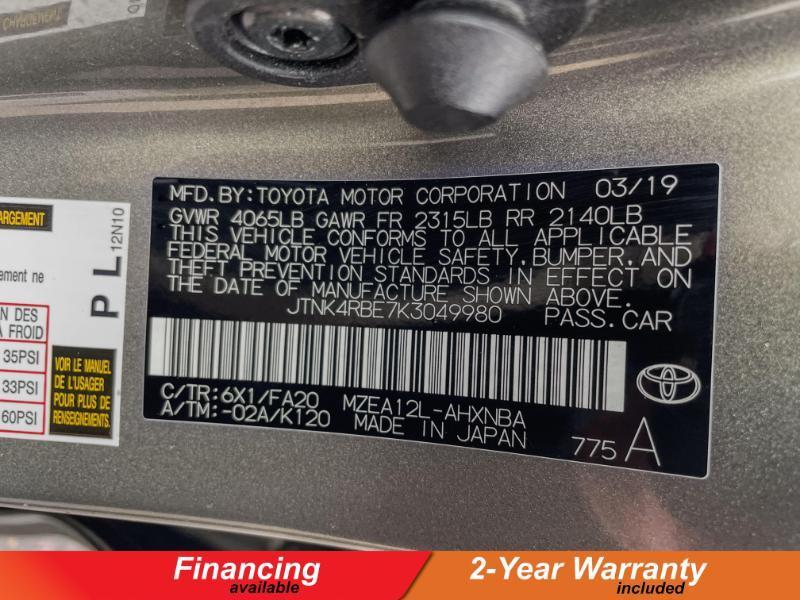 MFD.BY:TOYOTA MOTOR CORPORATION 03/19
GVWR 4065LB GAWR FR 2315LB RR 2140LB
THIS VEHICLE CONFORMS TO ALL APPLICABLE
FEDERAL MOTOR VEHICLE SAFETY,BUMPER,AND
THEFT PREVENTION STANDARDS IN EFFECT ON
THE DATE OF MANUFACTURE SHOWN ABOVE.
JTNK4RBE7K3049980 PASS.CAR
C/TR:6X1/FA20 MZEA12L-AHXNBA
A/TM:-02A/K120 MADE IN JAPAN
775 A
ARGEMENT
ement ne
N DES
A FROID
35PSI
33PSI
60PSI
VOIR LE MANUEL
DE L'USAGER
POUR PLUS DE
RENSEIGNEMENTS.
P L 12N10
Financing
available
2-Year Warranty
included